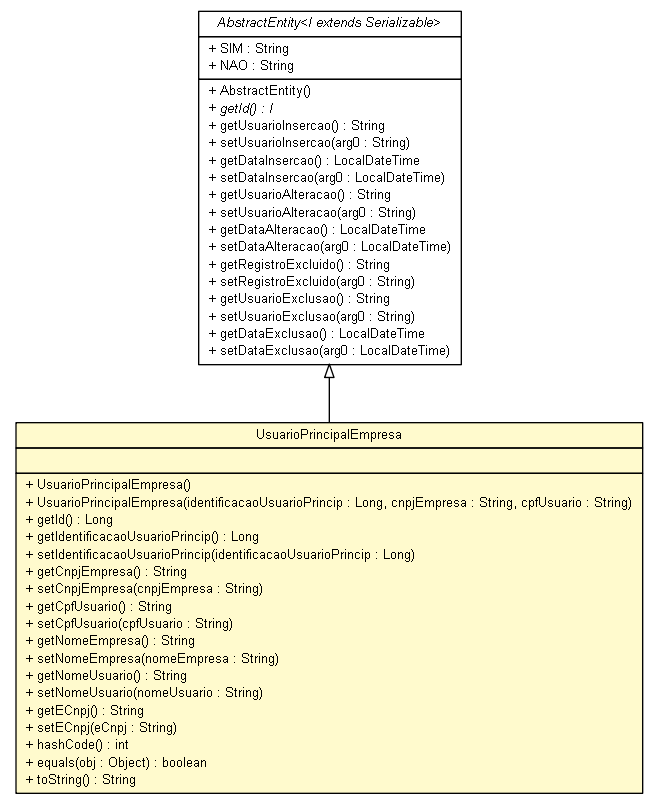 AbstractEntity<I extends Serializable>
+ SIM : String
+ NAO : String
+ AbstractEntity()
+ getId() : I
+ getUsuarioInsercao() : String
+ setUsuarioInsercao(arg0 : String)
+ getDataInsercao() : LocalDateTime
+ setDataInsercao(arg0 : LocalDateTime)
+ getUsuarioAlteracao() : String
+ setUsuarioAlteracao(arg0 : String)
+ getDataAlteracao() : LocalDateTime
+ setDataAlteracao(arg0 : LocalDateTime)
+ getRegistroExcluido() : String
+ setRegistroExcluido(arg0 : String)
+ getUsuarioExclusao() : String
+ setUsuarioExclusao(arg0 : String)
+ getDataExclusao() : LocalDateTime
+ setDataExclusao(arg0 : LocalDateTime)
UsuarioPrincipalEmpresa
+ UsuarioPrincipalEmpresa()
+ UsuarioPrincipalEmpresa(identificacaoUsuarioPrincip : Long, cnpjEmpresa : String, cpfUsuario : String)
+ getId() : Long
+ getIdentificacaoUsuarioPrincip() : Long
+ setIdentificacaoUsuarioPrincip(identificacaoUsuarioPrincip : Long)
+ getCnpjEmpresa() : String
+ setCnpjEmpresa(cnpjEmpresa : String)
+ getCpfUsuario() : String
+ setCpfUsuario(cpfUsuario : String)
+ getNomeEmpresa() : String
+ setNomeEmpresa(nomeEmpresa : String)
+ getNomeUsuario() : String
+ setNomeUsuario(nomeUsuario : String)
+ getECnpj() : String
+ setECnpj(eCnpj : String)
+ hashCode() : int
+ equals(obj : Object) : boolean
+ toString() : String